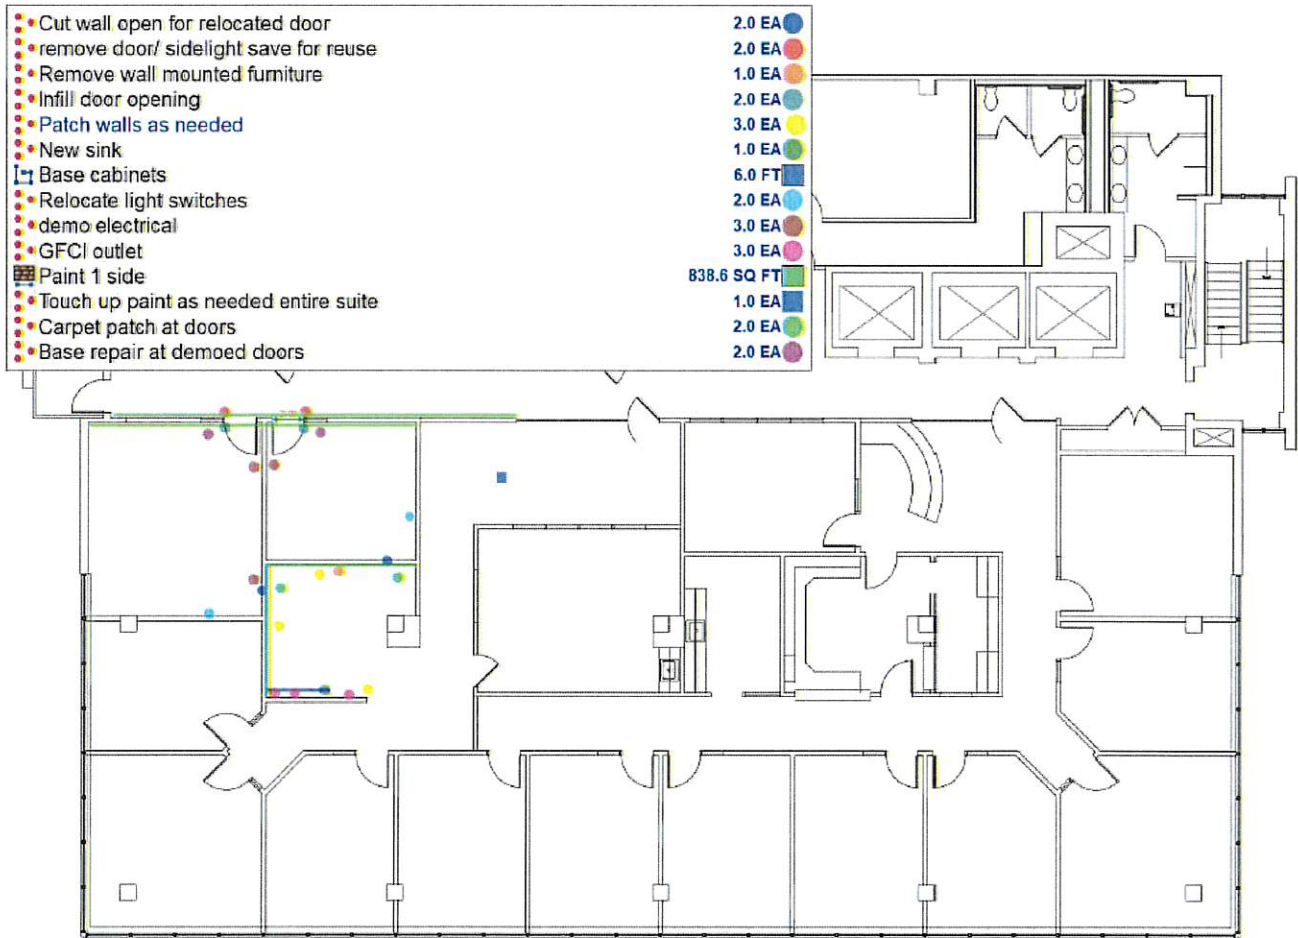 Cut wall open for relocated door 2.0 EA
remove door/ sidelight save for reuse 2.0 EA
Remove wall mounted furniture 1.0 EA
Infill door opening 2.0 EA
Patch walls as needed 3.0 EA
New sink 1.0 EA
Base cabinets 6.0 FT
Relocate light switches 2.0 EA
demo electrical 3.0 EA
GFCI outlet 3.0 EA
Paint 1 side 838.6 SQ FT
Touch up paint as needed entire suite 1.0 EA
Carpet patch at doors 2.0 EA
Base repair at demoed doors 2.0 EA